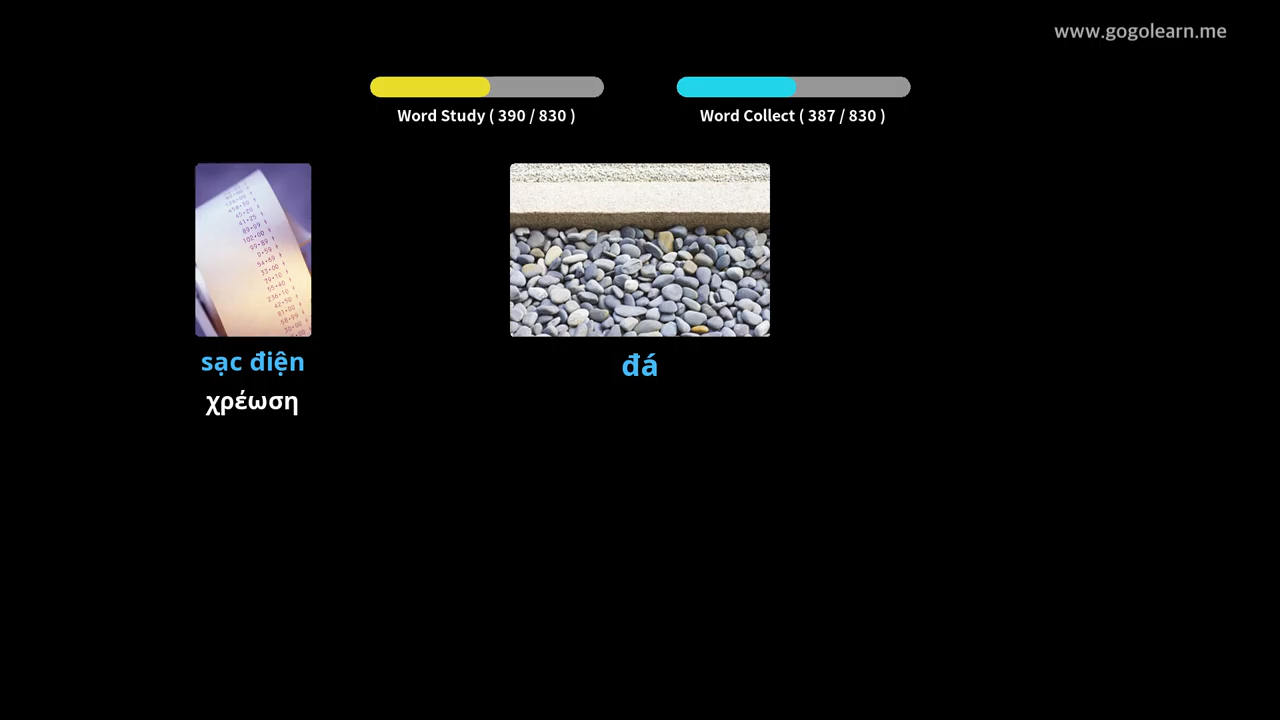 www.gogolearn.me
Word Study ( 390 / 830 )
Word Collect ( 387 / 830 )
sạc điện
χρέωση
đá